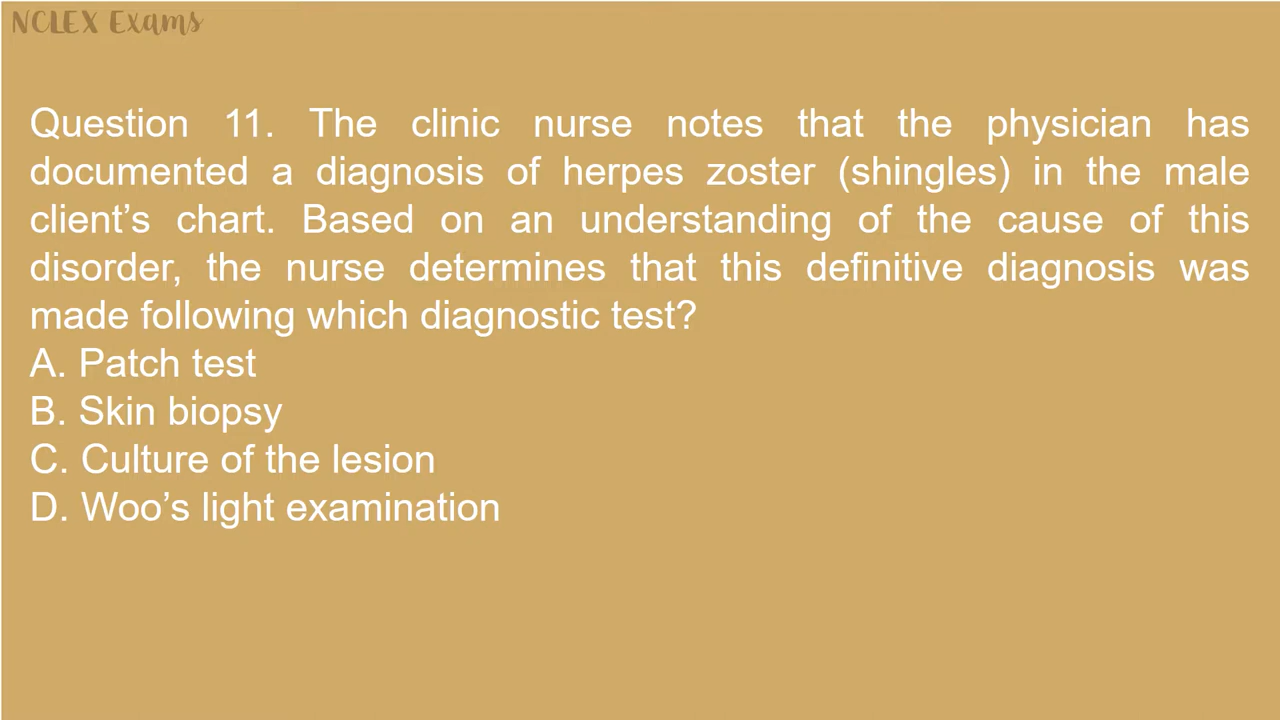 NCLEX Exams
Question 11. The clinic nurse notes that the physician has
documented a diagnosis of herpes zoster (shingles) in the male
client’s chart. Based on an understanding of the cause of this
disorder, the nurse determines that this definitive diagnosis was
made following which diagnostic test?
A. Patch test
B. Skin biopsy
C. Culture of the lesion
D. Woo’s light examination